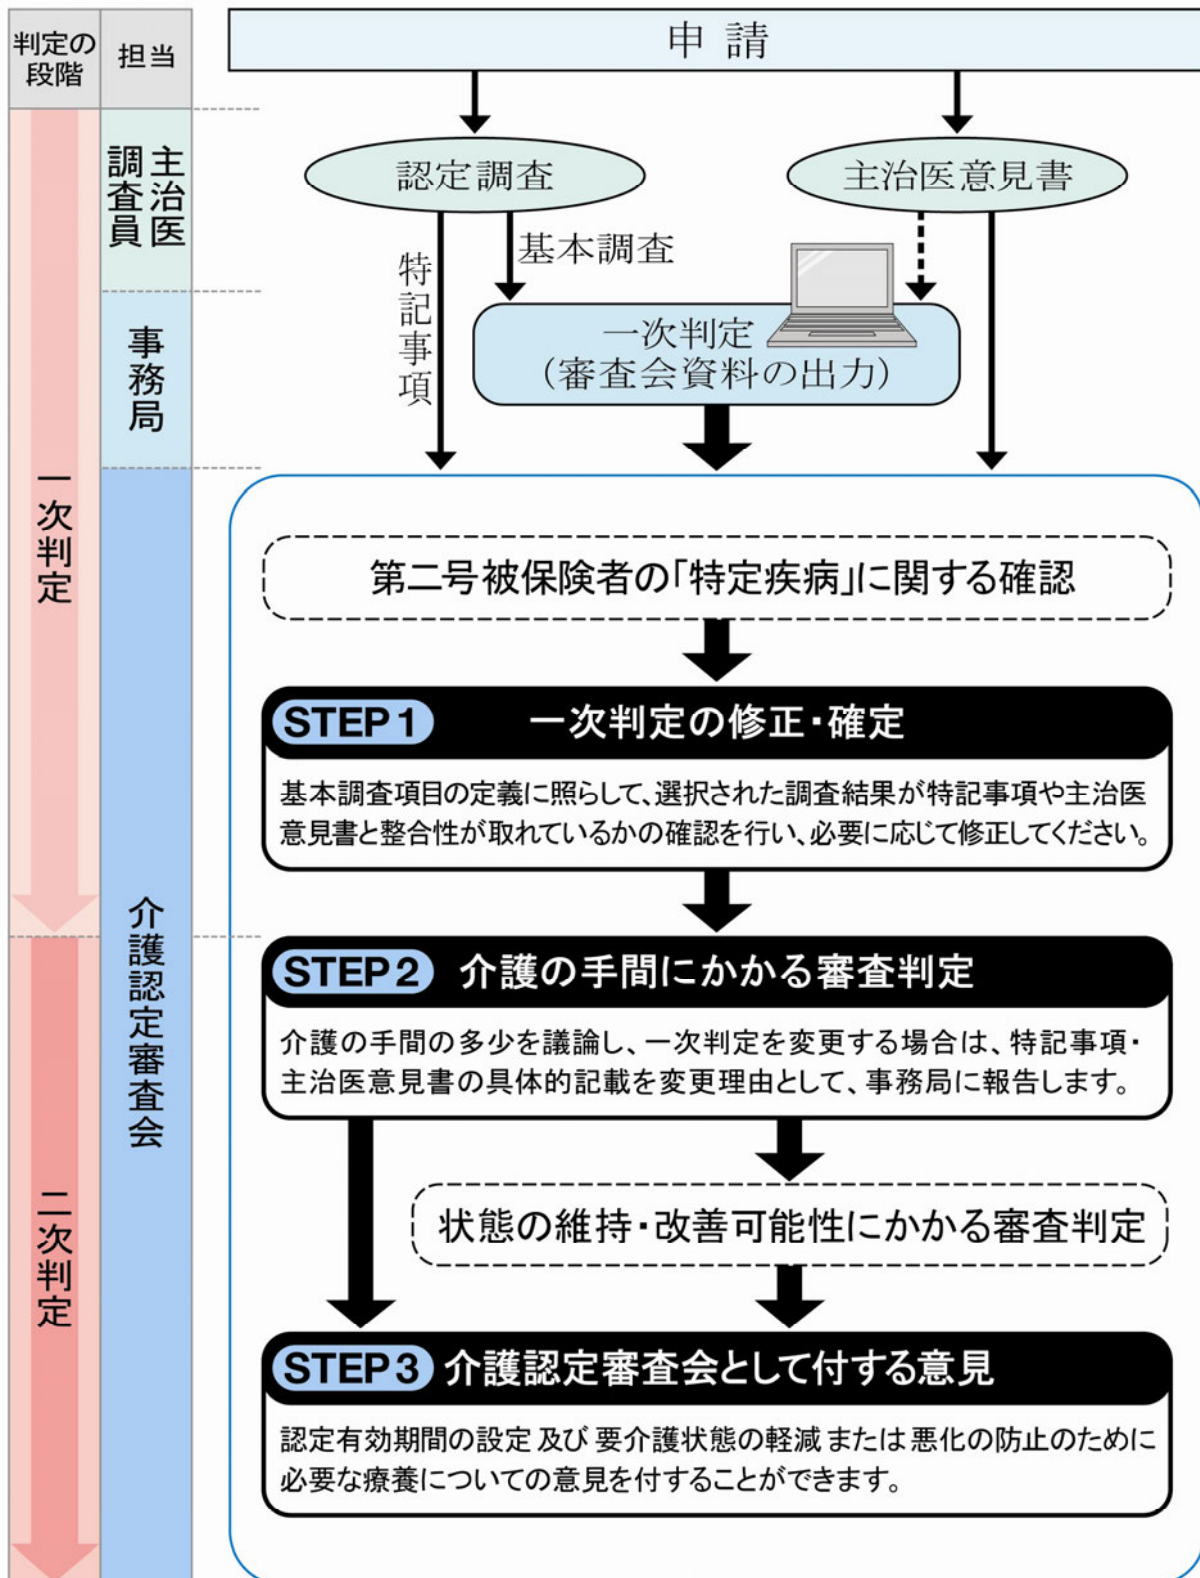 判定の
段階
担当
申請
調査員
主治医
認定調査
主治医意見書
特記事項
基本調査
事務局
一次判定
（審査会資料の出力）
一次判定
第二号被保険者の「特定疾病」に関する確認
STEP 1 一次判定の修正・確定
基本調査項目の定義に照らして、選択された調査結果が特記事項や主治医
意見書と整合性が取れているかの確認を行い、必要に応じて修正してください。
介護認定審査会
STEP 2 介護の手間にかかる審査判定
介護の手間の多少を議論し、一次判定を変更する場合は、特記事項・
主治医意見書の具体的記載を変更理由として、事務局に報告します。
二次判定
状態の維持・改善可能性にかかる審査判定
STEP 3 介護認定審査会として付する意見
認定有効期間の設定 及び 要介護状態の軽減 または 悪化の防止のために
必要な療養についての意見を付することができます。